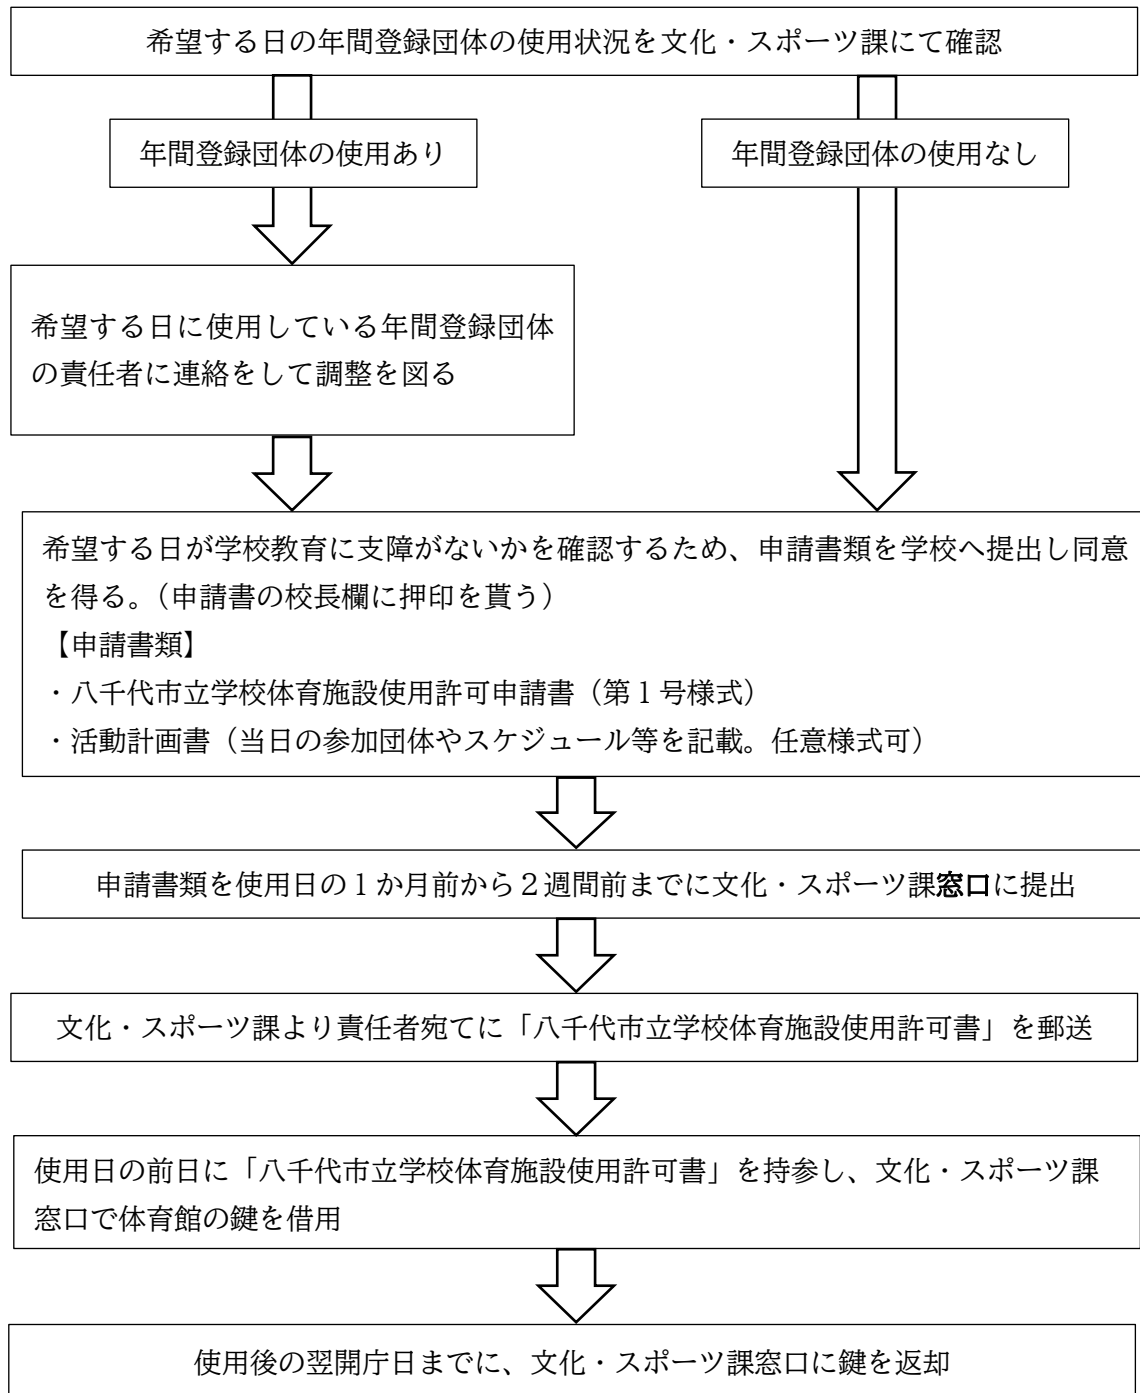 希望する日の年間登録団体の使用状況を文化・スポーツ課にて確認
年間登録団体の使用あり
年間登録団体の使用なし
希望する日に使用している年間登録団体
の責任者に連絡をして調整を図る
希望する日が学校教育に支障がないかを確認するため、申請書類を学校へ提出し同意
を得る。（申請書の校長欄に押印を貰う）
【申請書類】
・八千代市立学校体育施設使用許可申請書（第１号様式）
・活動計画書（当日の参加団体やスケジュール等を記載。任意様式可）
申請書類を使用日の１か月前から２週間前までに文化・スポーツ課窓口に提出
文化・スポーツ課より責任者宛てに「八千代市立学校体育施設使用許可書」を郵送
使用日の前日に「八千代市立学校体育施設使用許可書」を持参し、文化・スポーツ課
窓口で体育館の鍵を借用
使用後の翌開庁日までに、文化・スポーツ課窓口に鍵を返却